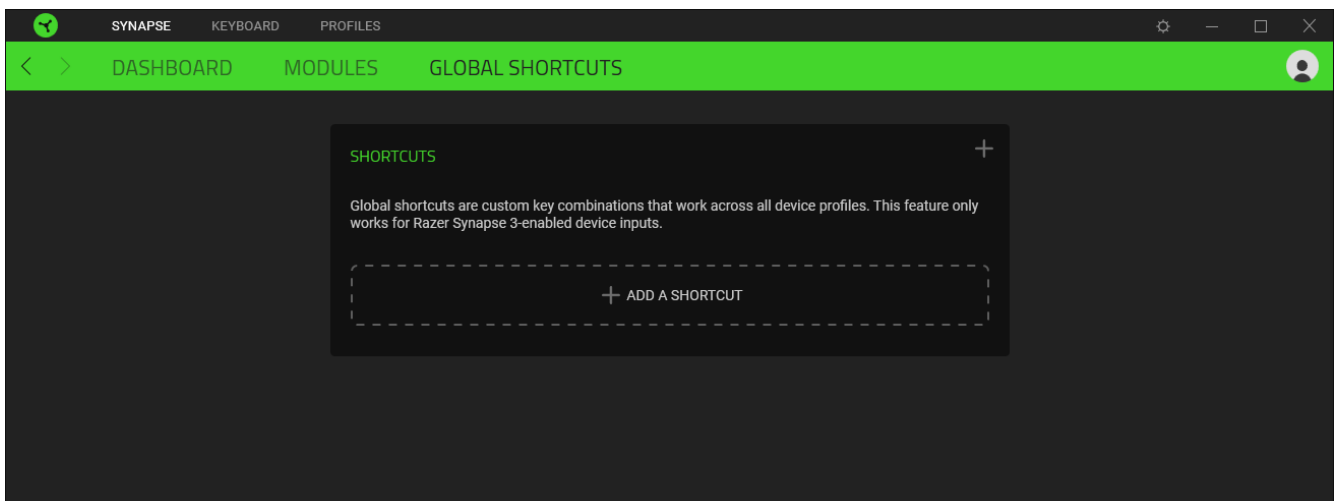 SYNAPSE KEYBOARD PROFILES
DASHBOARD MODULES GLOBAL SHORTCUTS
SHORTCUTS
Global shortcuts are custom key combinations that work across all device profiles. This feature only
works for Razer Synapse 3-enabled device inputs.
ADD A SHORTCUT